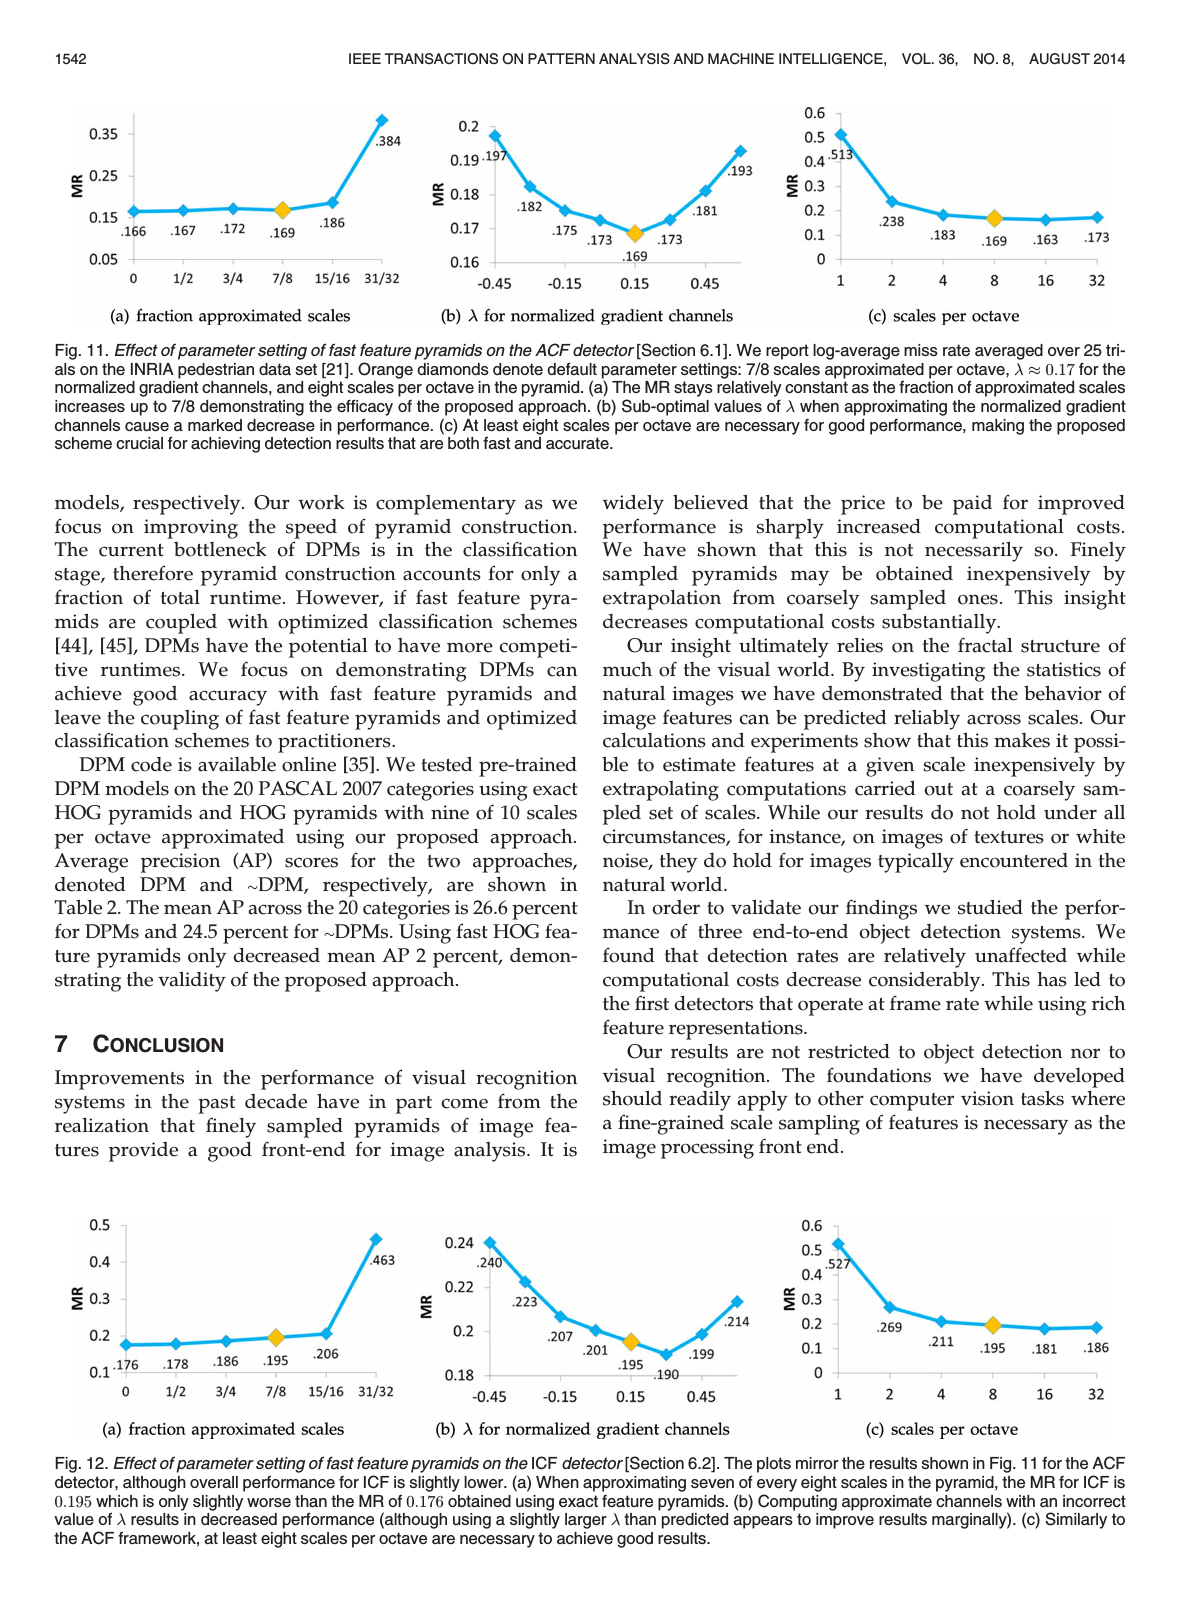 1542
IEEE TRANSACTIONS ON PATTERN ANALYSIS AND MACHINE INTELLIGENCE, VOL. 36, NO. 8, AUGUST 2014
MR
0.35
0.25
0.15
0.05
.166
.167
.172
.169
.186
.384
0
1/2
3/4
7/8
15/16
31/32
(a) fraction approximated scales
MR
0.2
0.19
0.18
0.17
0.16
.197
.182
.175
.173
.169
.173
.181
.193
-0.45
-0.15
0.15
0.45
(b) λ for normalized gradient channels
MR
0.6
0.5
0.4
0.3
0.2
0.1
0
.513
.238
.183
.169
.163
.173
1
2
4
8
16
32
(c) scales per octave
Fig. 11. Effect of parameter setting of fast feature pyramids on the ACF detector [Section 6.1]. We report log-average miss rate averaged over 25 tri-
als on the INRIA pedestrian data set [21]. Orange diamonds denote default parameter settings: 7/8 scales approximated per octave, λ ≈ 0.17 for the
normalized gradient channels, and eight scales per octave in the pyramid. (a) The MR stays relatively constant as the fraction of approximated scales
increases up to 7/8 demonstrating the efficacy of the proposed approach. (b) Sub-optimal values of λ when approximating the normalized gradient
channels cause a marked decrease in performance. (c) At least eight scales per octave are necessary for good performance, making the proposed
scheme crucial for achieving detection results that are both fast and accurate.
models, respectively. Our work is complementary as we
focus on improving the speed of pyramid construction.
The current bottleneck of DPMs is in the classification
stage, therefore pyramid construction accounts for only a
fraction of total runtime. However, if fast feature pyra-
mids are coupled with optimized classification schemes
[44], [45], DPMs have the potential to have more competi-
tive runtimes. We focus on demonstrating DPMs can
achieve good accuracy with fast feature pyramids and
leave the coupling of fast feature pyramids and optimized
classification schemes to practitioners.
DPM code is available online [35]. We tested pre-trained
DPM models on the 20 PASCAL 2007 categories using exact
HOG pyramids and HOG pyramids with nine of 10 scales
per octave approximated using our proposed approach.
Average precision (AP) scores for the two approaches,
denoted DPM and ~DPM, respectively, are shown in
Table 2. The mean AP across the 20 categories is 26.6 percent
for DPMs and 24.5 percent for ~DPMs. Using fast HOG fea-
ture pyramids only decreased mean AP 2 percent, demon-
strating the validity of the proposed approach.
7 CONCLUSION
Improvements in the performance of visual recognition
systems in the past decade have in part come from the
realization that finely sampled pyramids of image fea-
tures provide a good front-end for image analysis. It is
widely believed that the price to be paid for improved
performance is sharply increased computational costs.
We have shown that this is not necessarily so. Finely
sampled pyramids may be obtained inexpensively by
extrapolation from coarsely sampled ones. This insight
decreases computational costs substantially.
Our insight ultimately relies on the fractal structure of
much of the visual world. By investigating the statistics of
natural images we have demonstrated that the behavior of
image features can be predicted reliably across scales. Our
calculations and experiments show that this makes it possi-
ble to estimate features at a given scale inexpensively by
extrapolating computations carried out at a coarsely sam-
pled set of scales. While our results do not hold under all
circumstances, for instance, on images of textures or white
noise, they do hold for images typically encountered in the
natural world.
In order to validate our findings we studied the perfor-
mance of three end-to-end object detection systems. We
found that detection rates are relatively unaffected while
computational costs decrease considerably. This has led to
the first detectors that operate at frame rate while using rich
feature representations.
Our results are not restricted to object detection nor to
visual recognition. The foundations we have developed
should readily apply to other computer vision tasks where
a fine-grained scale sampling of features is necessary as the
image processing front end.
MR
0.5
0.4
0.3
0.2
0.1
.176
.178
.186
.195
.206
.463
0
1/2
3/4
7/8
15/16
31/32
(a) fraction approximated scales
MR
0.24
0.22
0.2
0.18
.240
.223
.207
.201
.195
.190
.199
.214
-0.45
-0.15
0.15
0.45
(b) λ for normalized gradient channels
MR
0.6
0.5
0.4
0.3
0.2
0.1
0
.527
.269
.211
.195
.181
.186
1
2
4
8
16
32
(c) scales per octave
Fig. 12. Effect of parameter setting of fast feature pyramids on the ICF detector [Section 6.2]. The plots mirror the results shown in Fig. 11 for the ACF
detector, although overall performance for ICF is slightly lower. (a) When approximating seven of every eight scales in the pyramid, the MR for ICF is
0.195 which is only slightly worse than the MR of 0.176 obtained using exact feature pyramids. (b) Computing approximate channels with an incorrect
value of λ results in decreased performance (although using a slightly larger λ than predicted appears to improve results marginally). (c) Similarly to
the ACF framework, at least eight scales per octave are necessary to achieve good results.